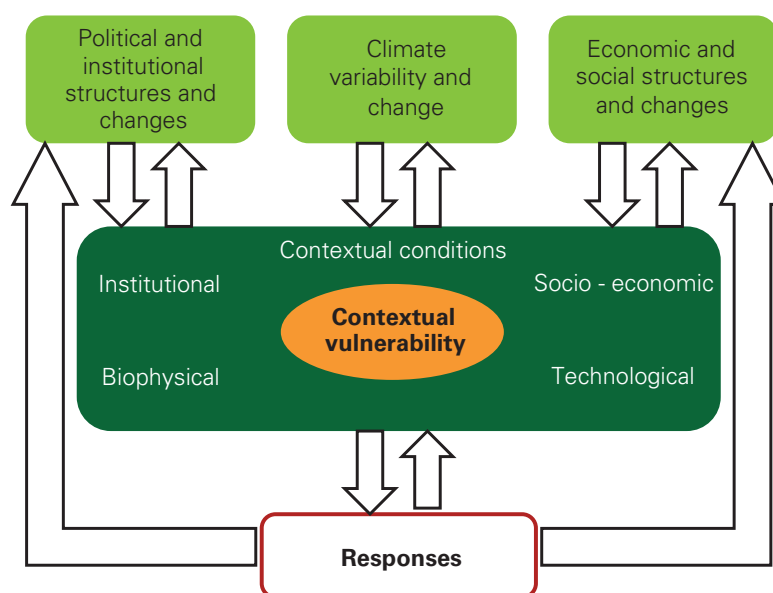 Political and
institutional
structures and
changes
Climate
variability and
change
Economic and
social structures
and changes
Contextual conditions
Institutional
Socio - economic
Contextual
vulnerability
Biophysical
Technological
Responses